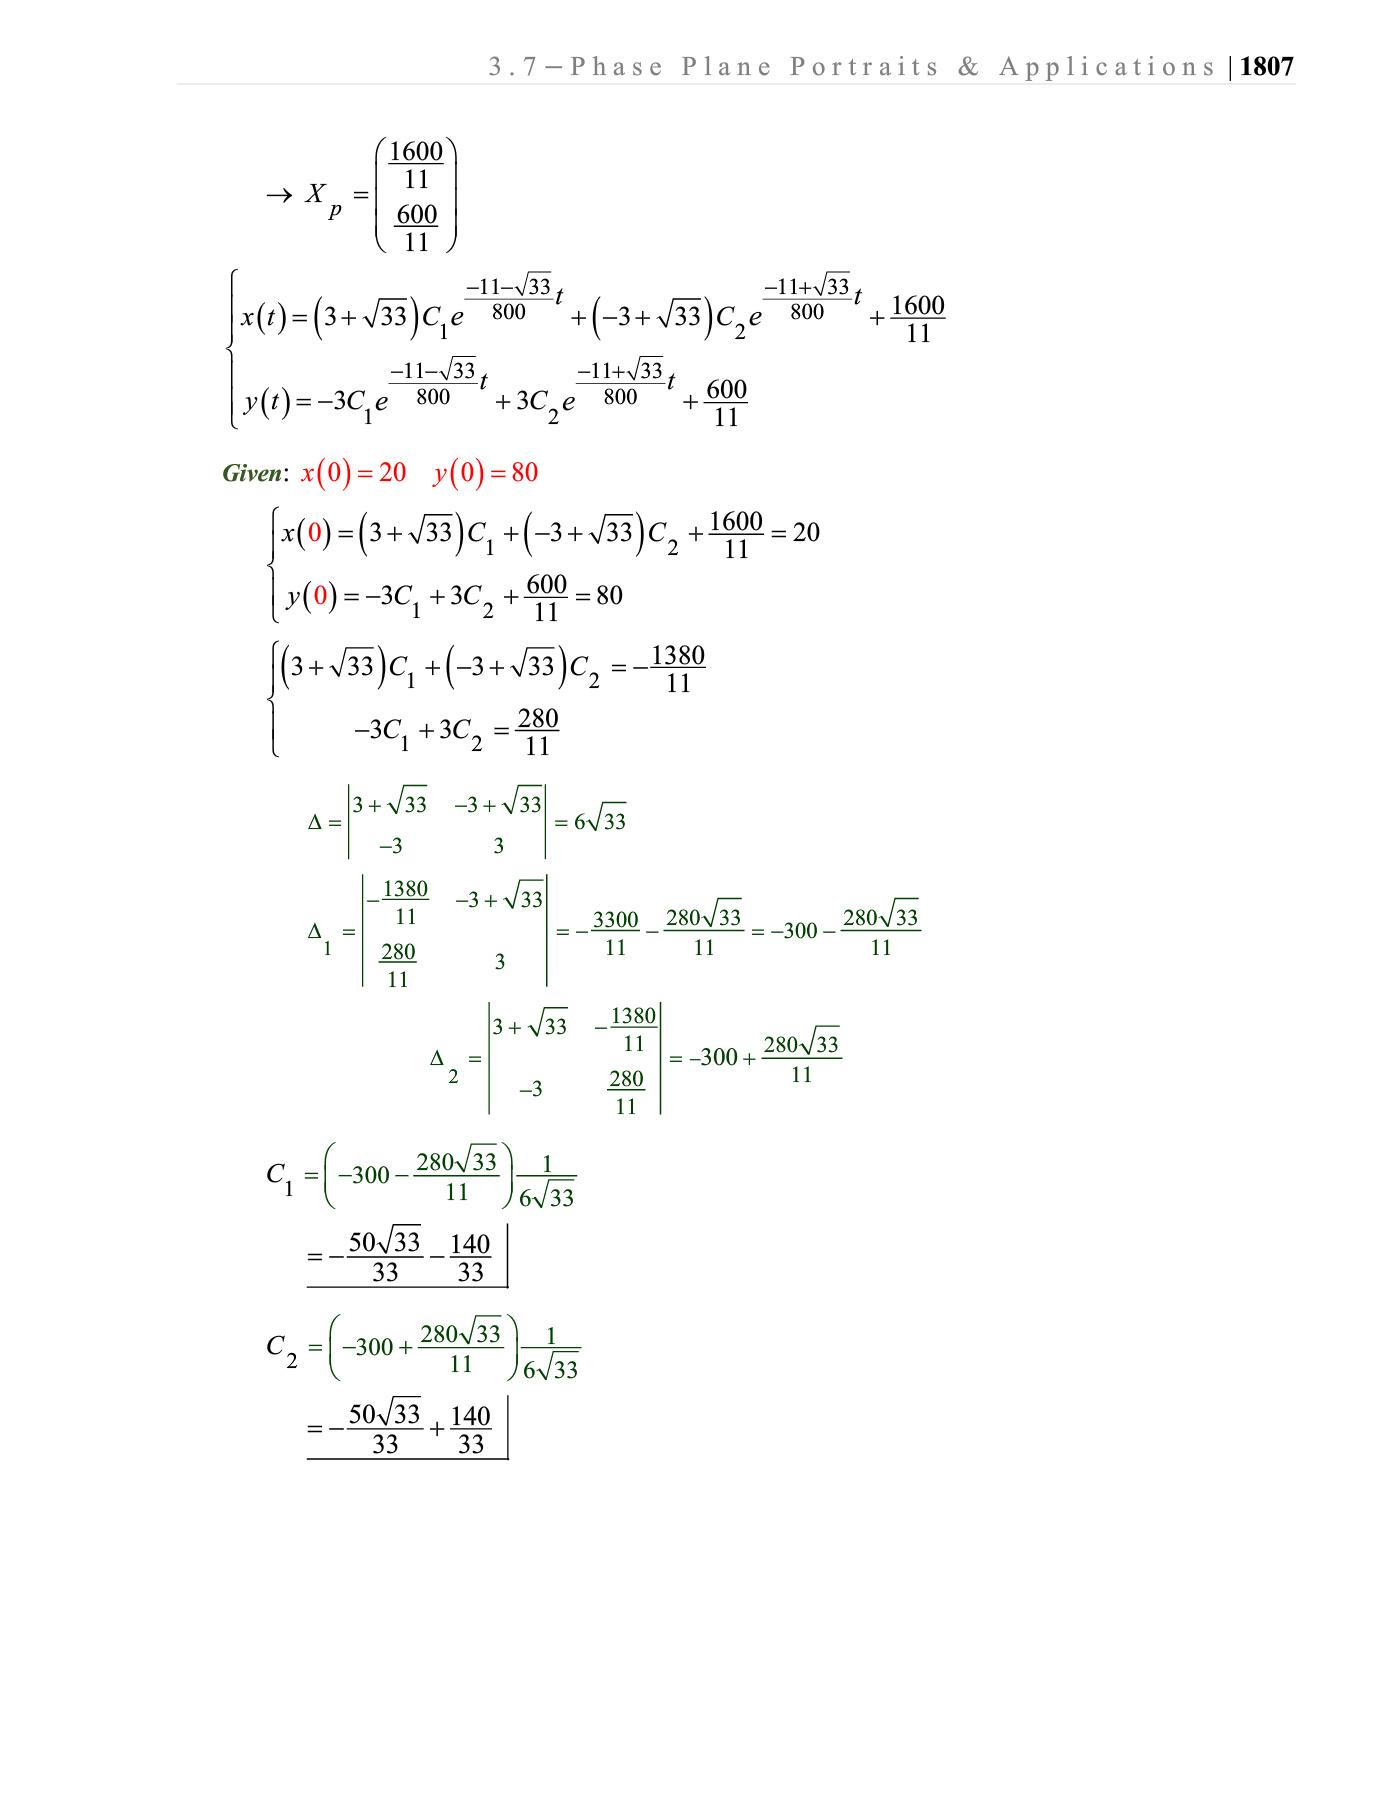 3.7−Phase Plane Portraits & Applications | 1807
→ X_p = (1600/11, 600/11)
{ x(t) = (3 + √33)C_1 e^{(−11−√33)/800 t} + (−3 + √33)C_2 e^{(−11+√33)/800 t} + 1600/11
y(t) = −3C_1 e^{(−11−√33)/800 t} + 3C_2 e^{(−11+√33)/800 t} + 600/11
Given: x(0) = 20 y(0) = 80
{ x(0) = (3 + √33)C_1 + (−3 + √33)C_2 + 1600/11 = 20
y(0) = −3C_1 + 3C_2 + 600/11 = 80
{ (3 + √33)C_1 + (−3 + √33)C_2 = −1380/11
−3C_1 + 3C_2 = 280/11
Δ = |3 + √33 −3 + √33; −3 3| = 6√33
Δ_1 = |−1380/11 −3 + √33; 280/11 3| = −3300/11 − 280√33/11 = −300 − 280√33/11
Δ_2 = |3 + √33 −1380/11; −3 280/11| = −300 + 280√33/11
C_1 = (−300 − 280√33/11) 1/6√33
= −50√33/33 − 140/33
C_2 = (−300 + 280√33/11) 1/6√33
= −50√33/33 + 140/33